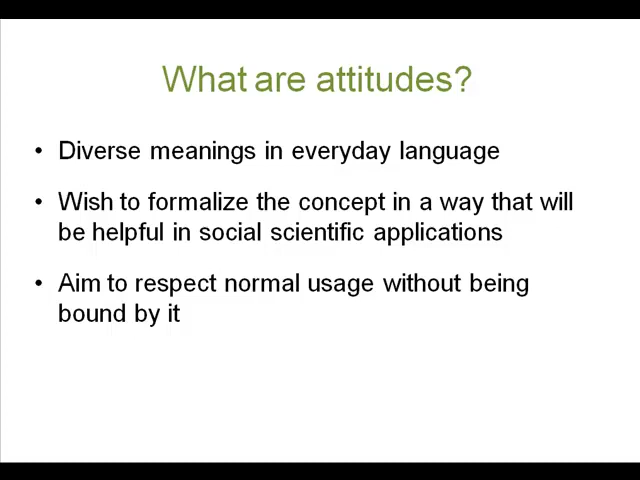 What are attitudes?
• Diverse meanings in everyday language
• Wish to formalize the concept in a way that will
be helpful in social scientific applications
• Aim to respect normal usage without being
bound by it